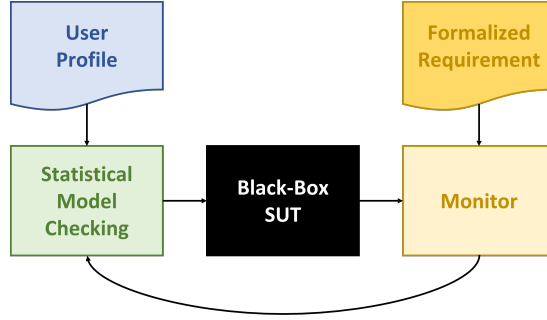 User
Profile
Formalized
Requirement
Statistical
Model
Checking
Black-Box
SUT
Monitor